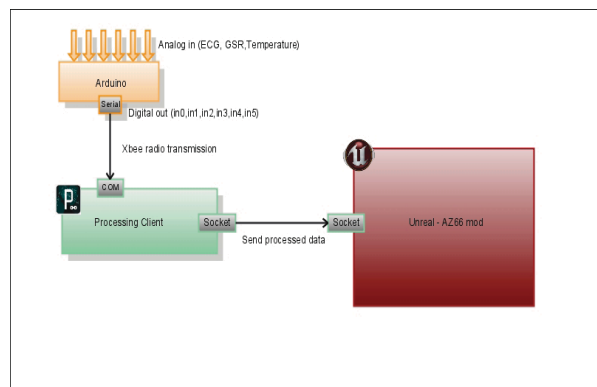 Analog in (ECG, GSR,Temperature)
Arduino
Serial
Digital out (in0,in1,in2,in3,in4,in5)
Xbee radio transmission
COM
P
Processing Client
Socket
Send processed data
Socket
Unreal - AZ66 mod